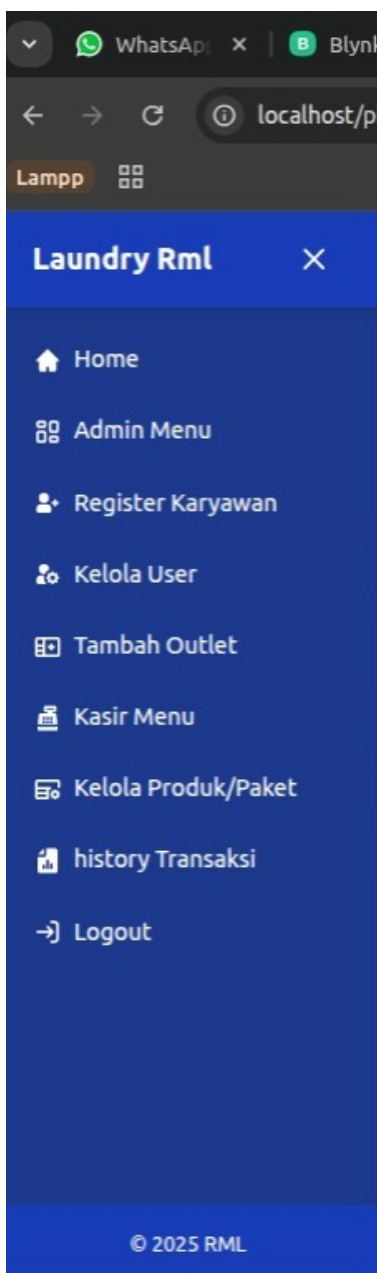 WhatsAp
Blynk
localhost/p
Lampp
Laundry Rml
Home
Admin Menu
Register Karyawan
Kelola User
Tambah Outlet
Kasir Menu
Kelola Produk/Paket
history Transaksi
Logout
© 2025 RML